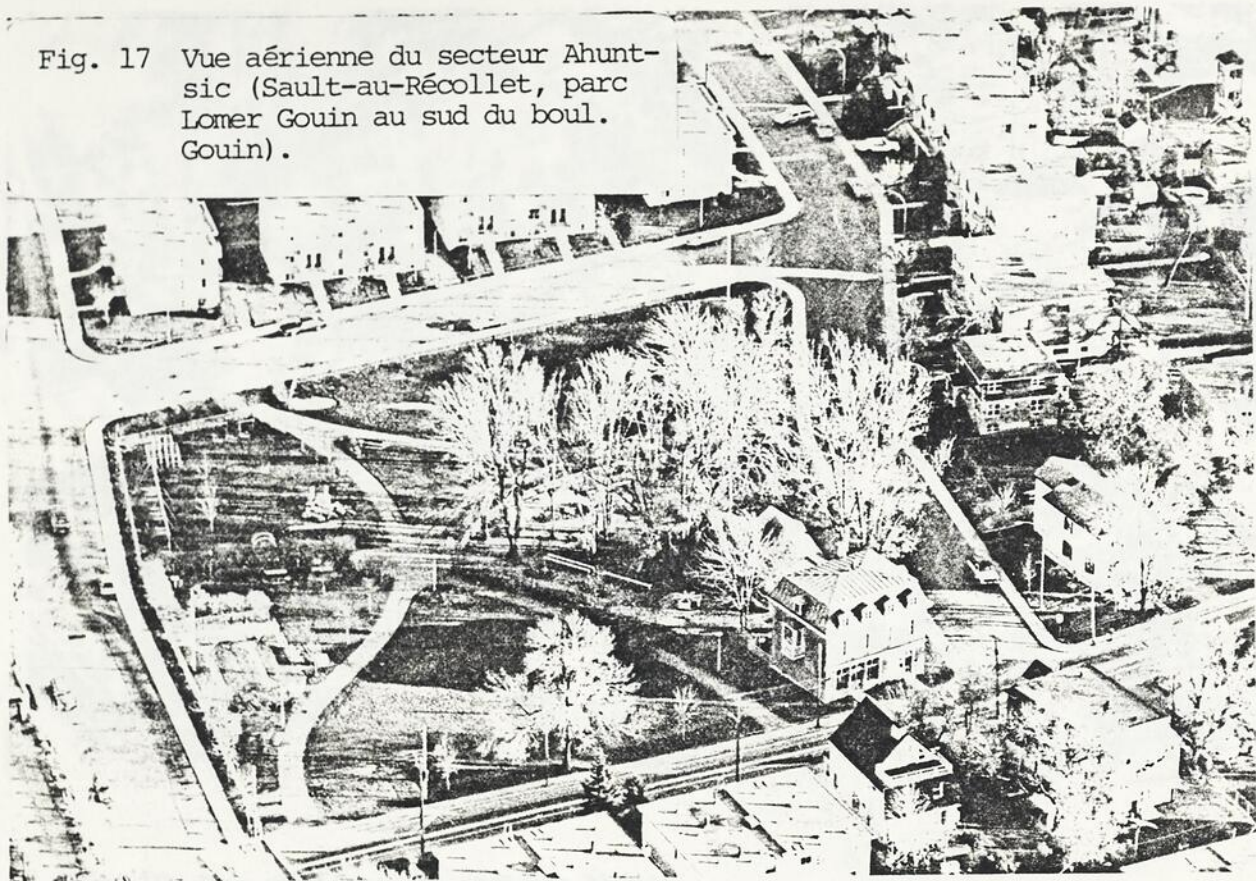 Fig. 17 Vue aérienne du secteur Ahunt-
sic (Sault-au-Récollet, parc
Lomer Gouin au sud du boul.
Gouin).